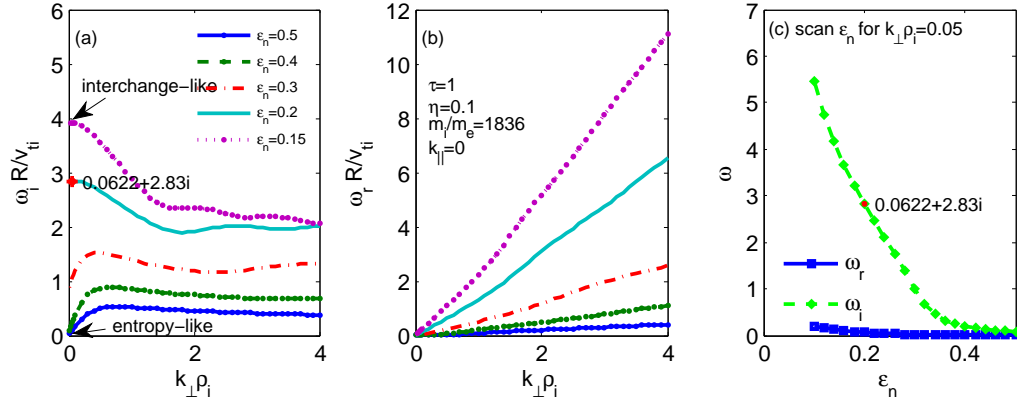 (a)
ε_n=0.5
ε_n=0.4
ε_n=0.3
ε_n=0.2
ε_n=0.15
interchange-like
0.0622+2.83i
entropy-like
ω_i R/v_ti
6
5
4
3
2
1
0
0 2 4
k_⊥ρ_i
(b)
τ=1
η=0.1
m_i/m_e=1836
k_||=0
ω_r R/v_ti
12
10
8
6
4
2
0
0 2 4
k_⊥ρ_i
(c) scan ε_n for k_⊥ρ_i=0.05
0.0622+2.83i
ω_r
ω_i
ω
6
5
4
3
2
1
0
0 0.2 0.4
ε_n